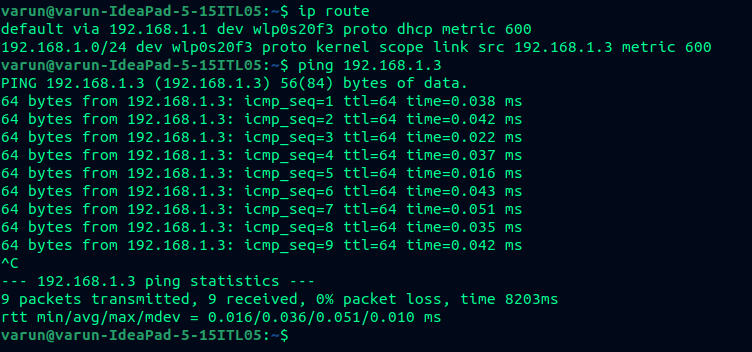 varun@varun-IdeaPad-5-15ITL05:~$ ip route
default via 192.168.1.1 dev wlp0s20f3 proto dhcp metric 600
192.168.1.0/24 dev wlp0s20f3 proto kernel scope link src 192.168.1.3 metric 600
varun@varun-IdeaPad-5-15ITL05:~$ ping 192.168.1.3
PING 192.168.1.3 (192.168.1.3) 56(84) bytes of data.
64 bytes from 192.168.1.3: icmp_seq=1 ttl=64 time=0.038 ms
64 bytes from 192.168.1.3: icmp_seq=2 ttl=64 time=0.042 ms
64 bytes from 192.168.1.3: icmp_seq=3 ttl=64 time=0.022 ms
64 bytes from 192.168.1.3: icmp_seq=4 ttl=64 time=0.037 ms
64 bytes from 192.168.1.3: icmp_seq=5 ttl=64 time=0.016 ms
64 bytes from 192.168.1.3: icmp_seq=6 ttl=64 time=0.043 ms
64 bytes from 192.168.1.3: icmp_seq=7 ttl=64 time=0.051 ms
64 bytes from 192.168.1.3: icmp_seq=8 ttl=64 time=0.035 ms
64 bytes from 192.168.1.3: icmp_seq=9 ttl=64 time=0.042 ms
^C
--- 192.168.1.3 ping statistics ---
9 packets transmitted, 9 received, 0% packet loss, time 8203ms
rtt min/avg/max/mdev = 0.016/0.036/0.051/0.010 ms
varun@varun-IdeaPad-5-15ITL05:~$